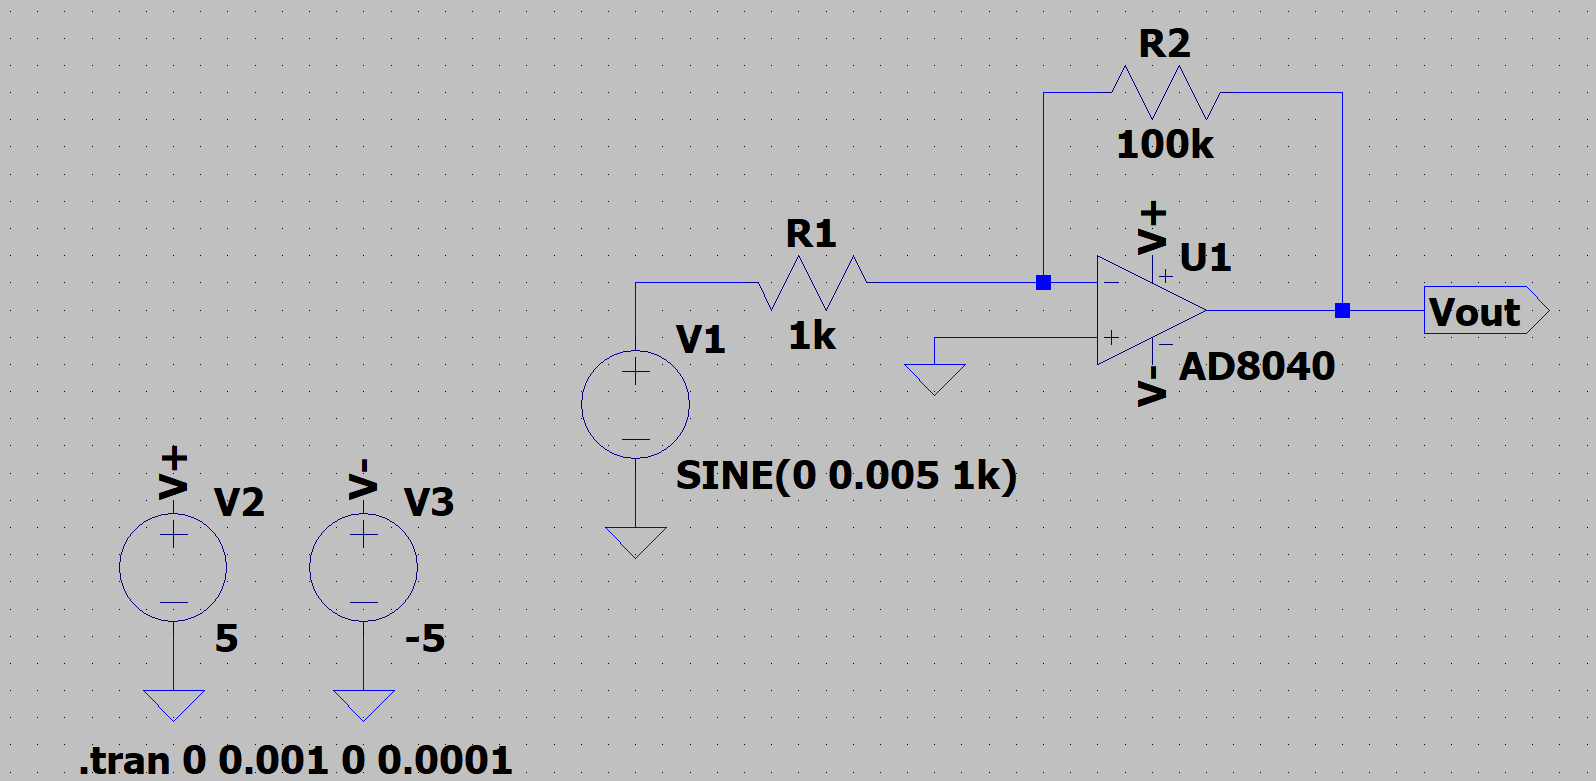 R2
100k
V+
U1
R1
1k
V1
Vout
AD8040
V-
SINE(0 0.005 1k)
V+
V2
5
V-
V3
-5
.tran 0 0.001 0 0.0001